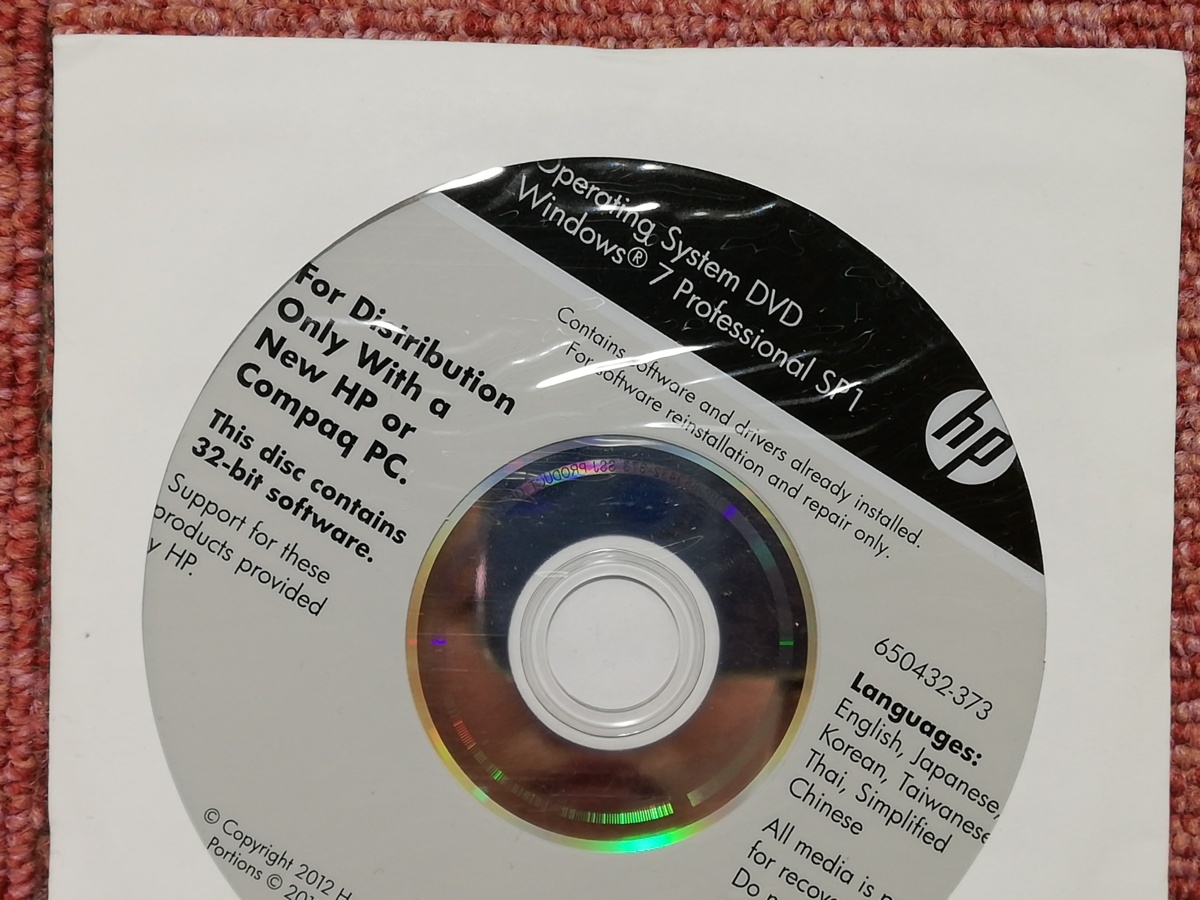 Operating System DVD
Windows® 7 Professional SP1
Contains software and drivers already installed.
For software reinstallation and repair only.
hp
For Distribution
Only With a
New HP or
Compaq PC.
This disc contains
32-bit software.
Support for these
products provided
y HP.
650432-373
Languages:
English, Japanese,
Korean, Taiwanese
Thai, Simplified
Chinese
All media is
for
Do
© Copyright 2012 H
Portions ©